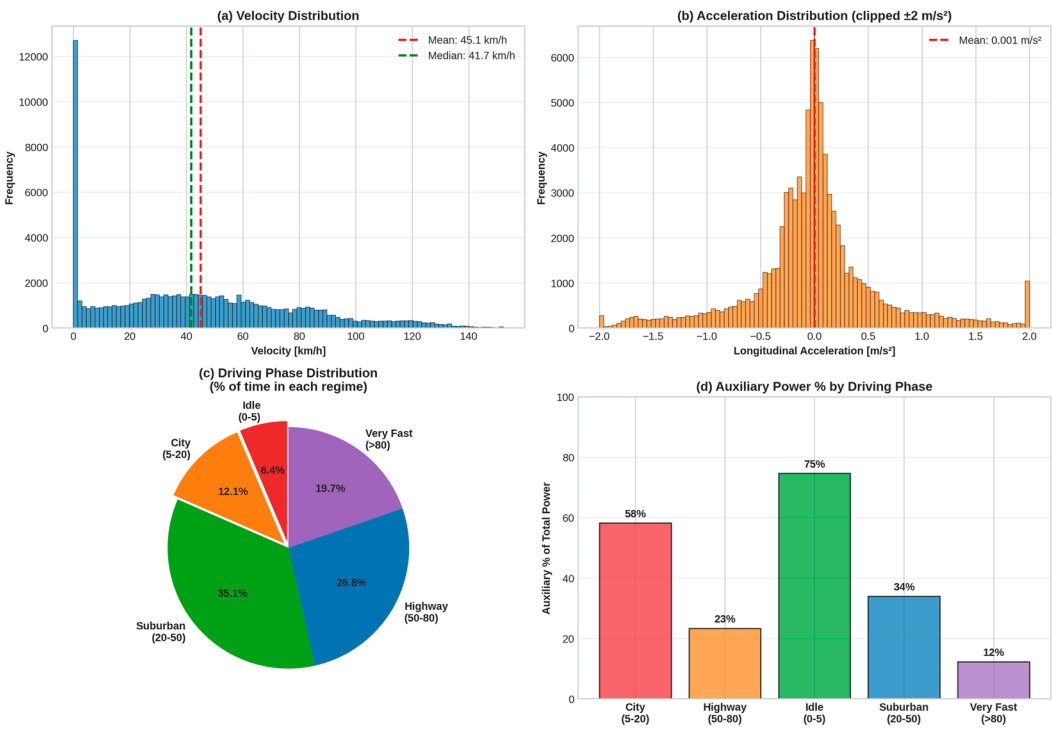 (a) Velocity Distribution
Mean: 45.1 km/h
Median: 41.7 km/h
Frequency
0
2000
4000
6000
8000
10000
12000
0 20 40 60 80 100 120 140
Velocity [km/h]
(b) Acceleration Distribution (clipped ±2 m/s²)
Mean: 0.001 m/s²
Frequency
0
1000
2000
3000
4000
5000
6000
−2.0 −1.5 −1.0 −0.5 0.0 0.5 1.0 1.5 2.0
Longitudinal Acceleration [m/s²]
(c) Driving Phase Distribution
(% of time in each regime)
Idle
(0-5)
6.4%
City
(5-20)
12.1%
Suburban
(20-50)
35.1%
Highway
(50-80)
26.8%
Very Fast
(>80)
19.7%
(d) Auxiliary Power % by Driving Phase
Auxiliary % of Total Power
0
20
40
60
80
100
58%
23%
75%
34%
12%
City
(5-20)
Highway
(50-80)
Idle
(0-5)
Suburban
(20-50)
Very Fast
(>80)